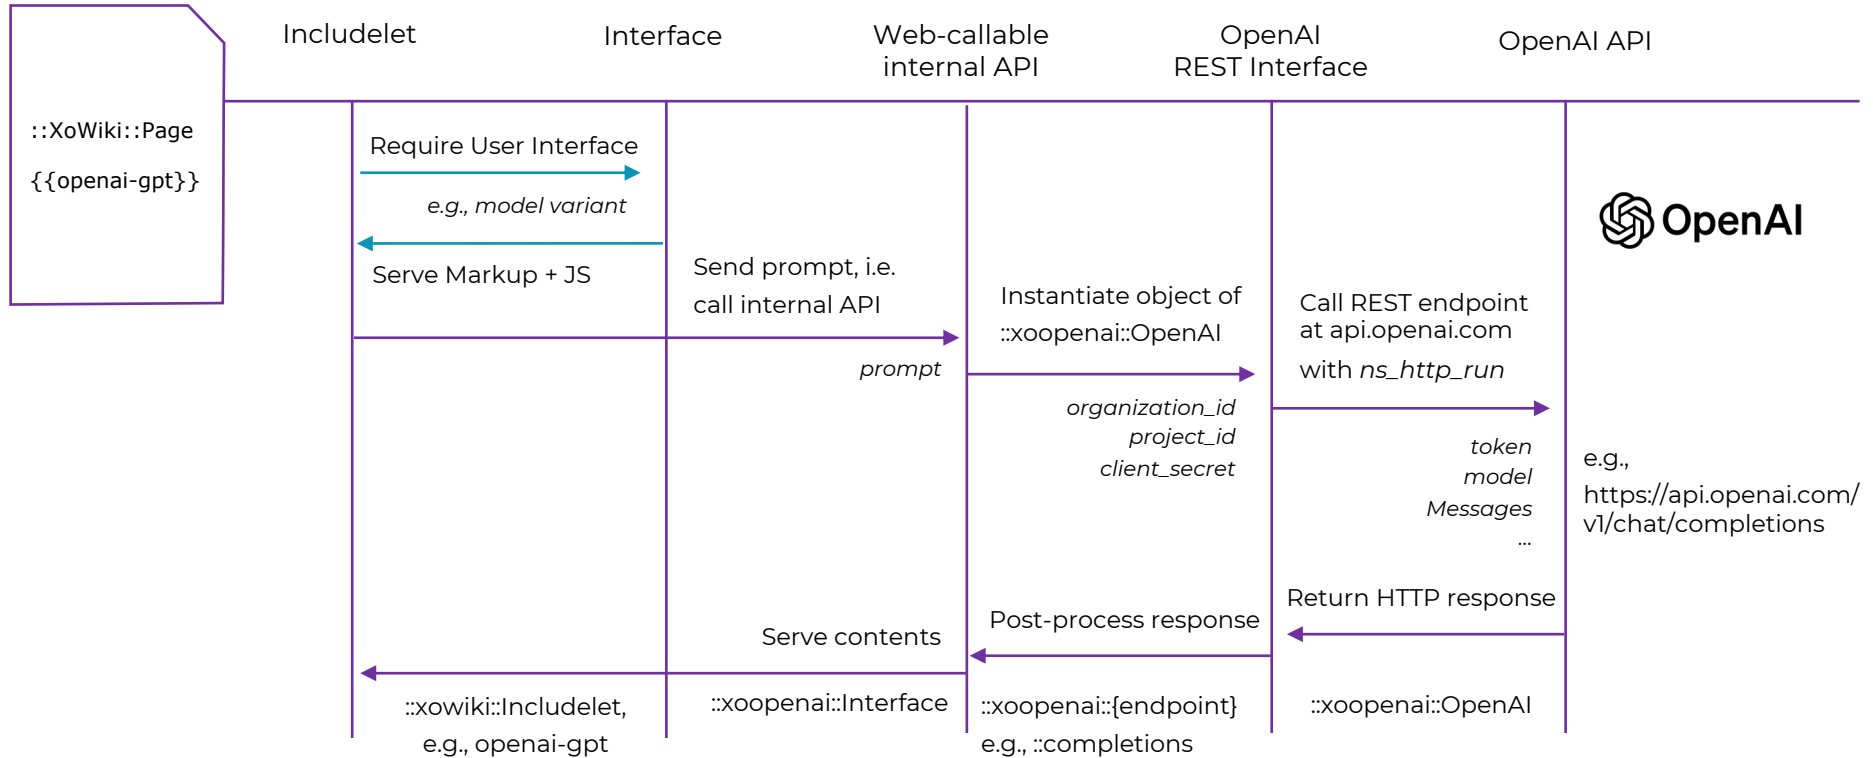 Includelet
Interface
Web-callable
internal API
OpenAI
REST Interface
OpenAI API
::XoWiki::Page
{{openai-gpt}}
Require User Interface
e.g., model variant
Serve Markup + JS
Send prompt, i.e.
call internal API
prompt
Instantiate object of
::xoopenai::OpenAI
organization_id
project_id
client_secret
Call REST endpoint
at api.openai.com
with ns_http_run
token
model
Messages
...
OpenAI
e.g.,
https://api.openai.com/
v1/chat/completions
Return HTTP response
Post-process response
Serve contents
::xowiki::Includelet,
e.g., openai-gpt
::xoopenai::Interface
::xoopenai::{endpoint}
e.g., ::completions
::xoopenai::OpenAI